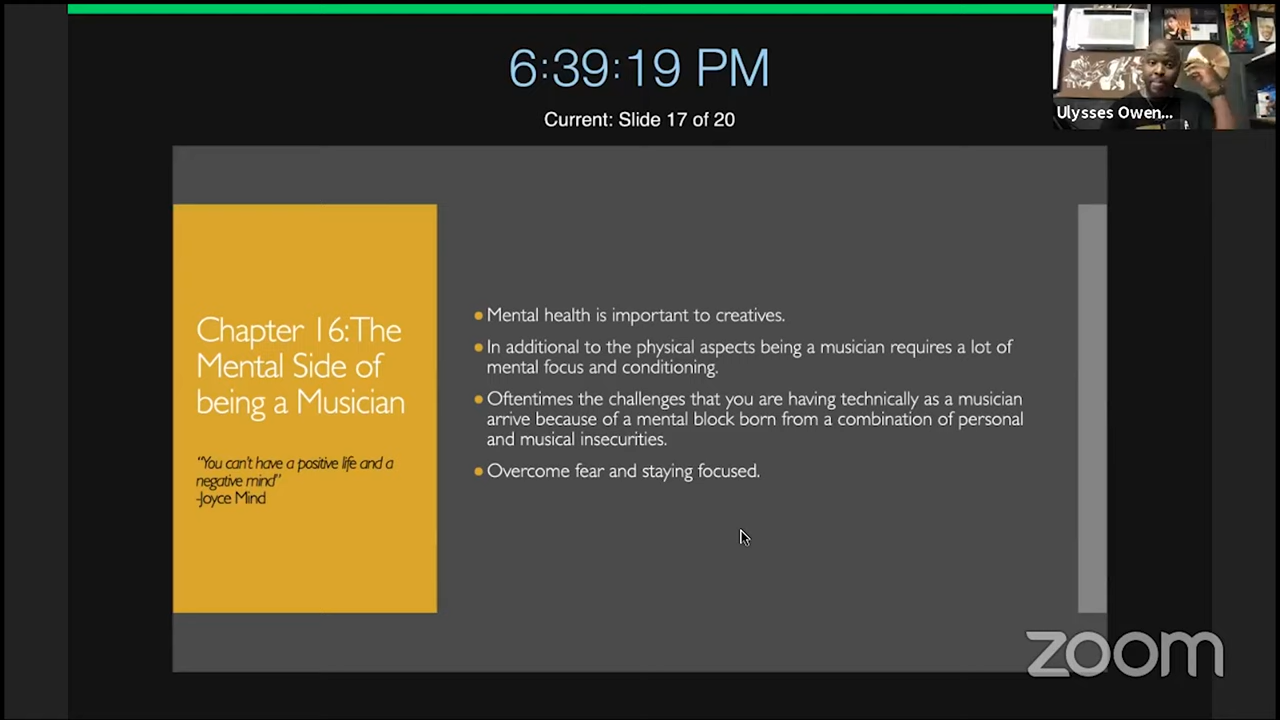 6:39:19 PM
Current: Slide 17 of 20
Ulysses Owen...
Chapter 16:The
Mental Side of
being a Musician
“You can't have a positive life and a
negative mind”
-Joyce Mind
Mental health is important to creatives.
In additional to the physical aspects being a musician requires a lot of
mental focus and conditioning.
Oftentimes the challenges that you are having technically as a musician
arrive because of a mental block born from a combination of personal
and musical insecurities.
Overcome fear and staying focused.
zoom